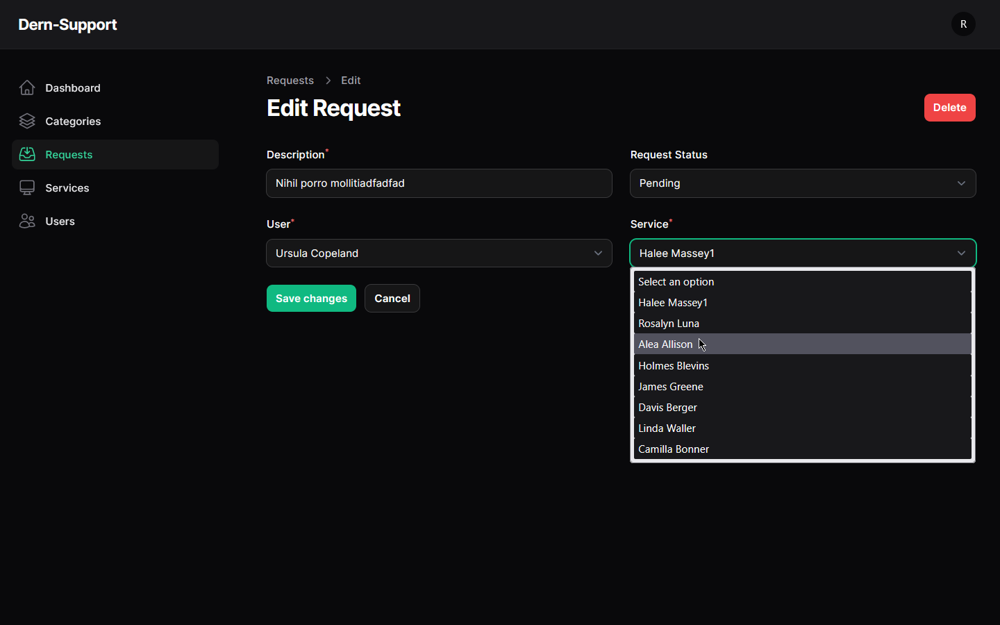 Dern-Support
R
Dashboard
Categories
Requests
Services
Users
Requests > Edit
Edit Request
Delete
Description*
Request Status
Nihil porro mollitiadfadfad
Pending
User*
Service*
Ursula Copeland
Halee Massey1
Save changes
Cancel
Select an option
Halee Massey1
Rosalyn Luna
Alea Allison
Holmes Blevins
James Greene
Davis Berger
Linda Waller
Camilla Bonner